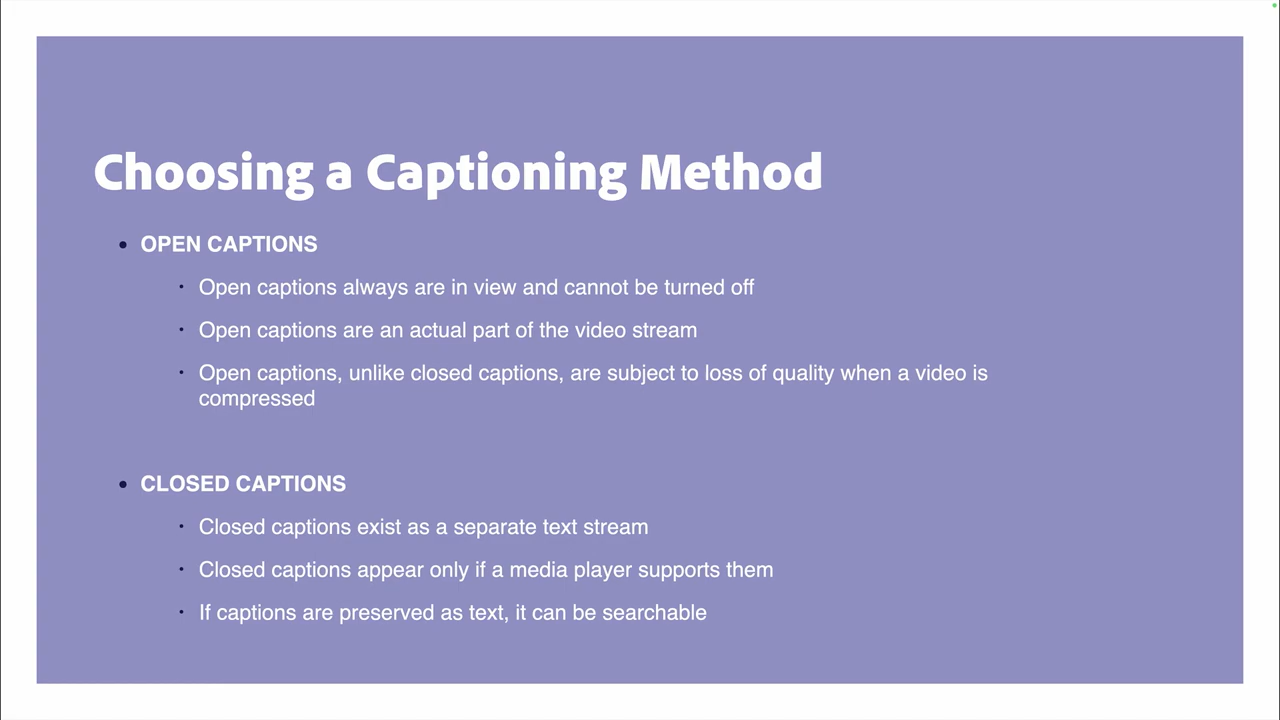 Choosing a Captioning Method
• OPEN CAPTIONS
• Open captions always are in view and cannot be turned off
• Open captions are an actual part of the video stream
• Open captions, unlike closed captions, are subject to loss of quality when a video is
compressed
• CLOSED CAPTIONS
• Closed captions exist as a separate text stream
• Closed captions appear only if a media player supports them
• If captions are preserved as text, it can be searchable